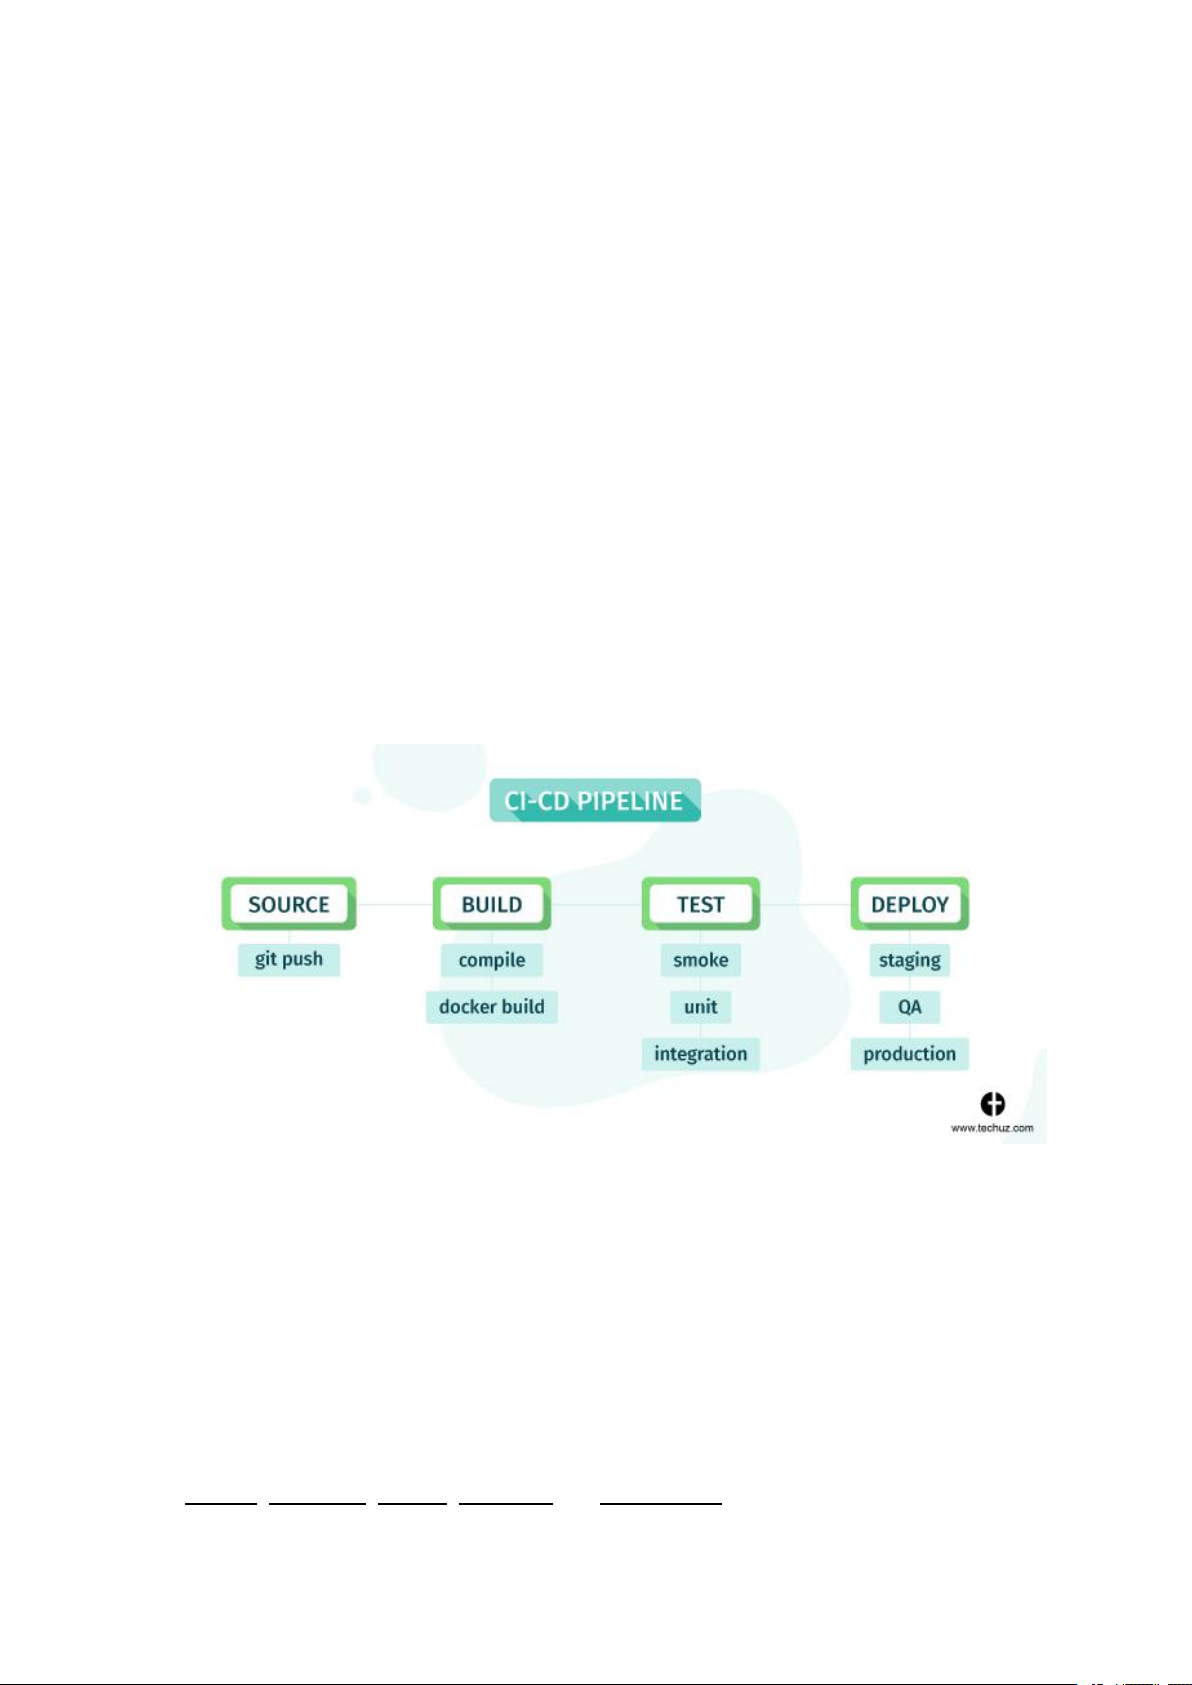 CI-CD PIPELINE
SOURCE BUILD TEST DEPLOY
git push compile smoke staging
docker build unit QA
integration production
www.techuz.com